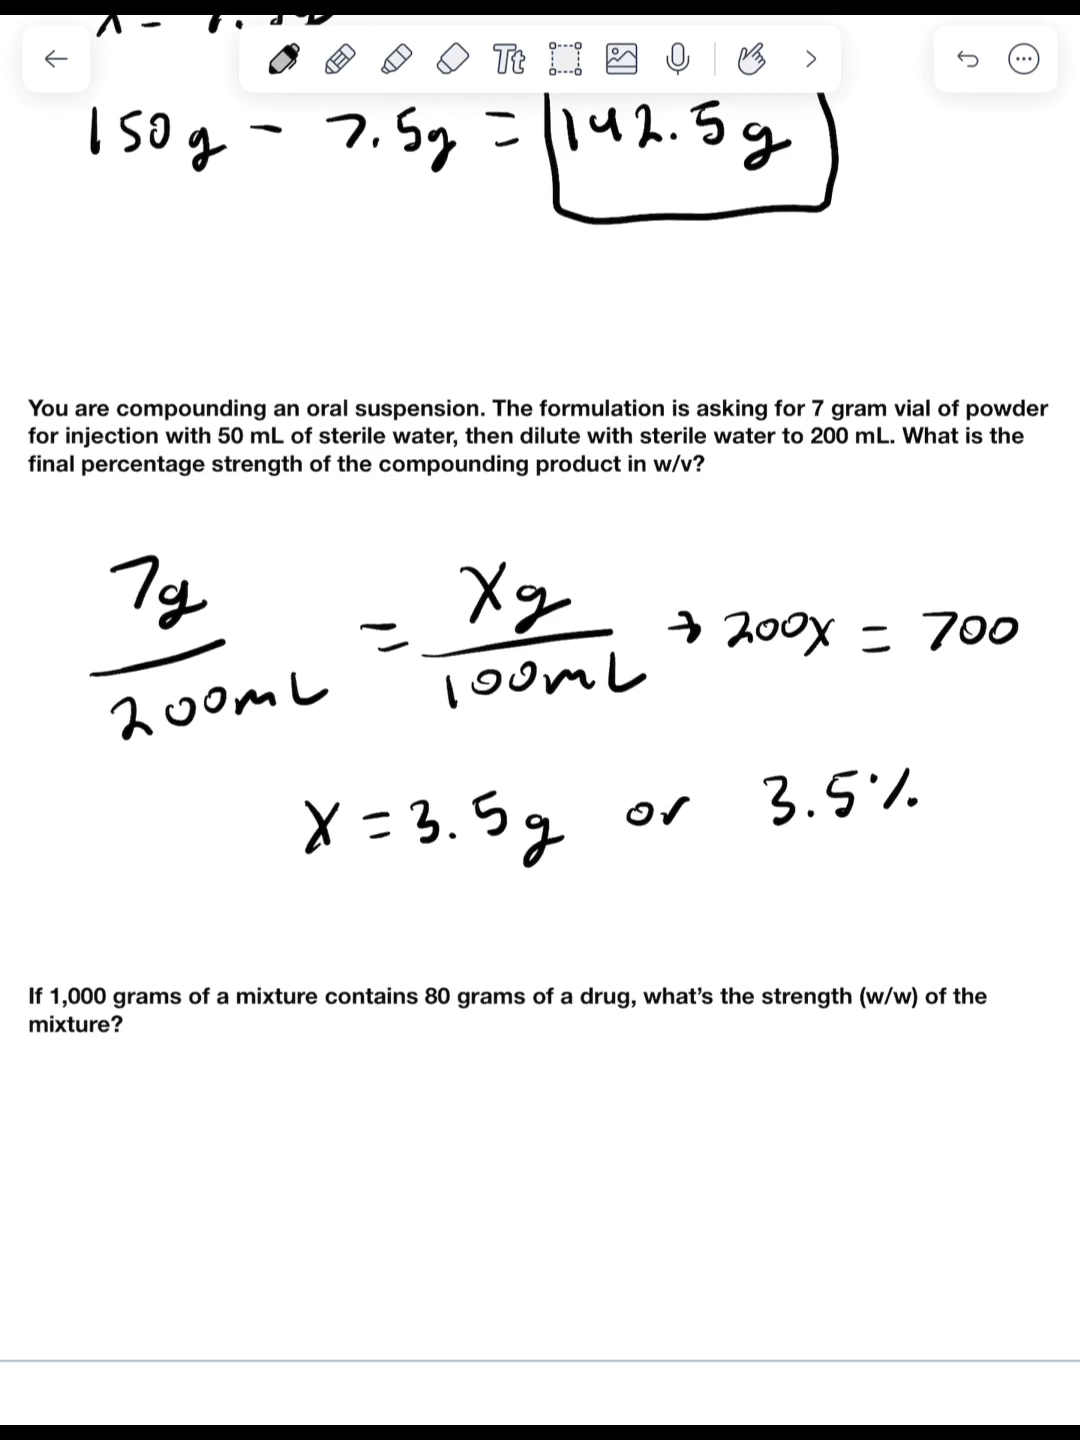 Tt
150g - 7.5g = 142.5g
You are compounding an oral suspension. The formulation is asking for 7 gram vial of powder
for injection with 50 mL of sterile water, then dilute with sterile water to 200 mL. What is the
final percentage strength of the compounding product in w/v?
7g / 200mL = Xg / 100mL → 200x = 700
X = 3.5g or 3.5%
If 1,000 grams of a mixture contains 80 grams of a drug, what's the strength (w/w) of the
mixture?